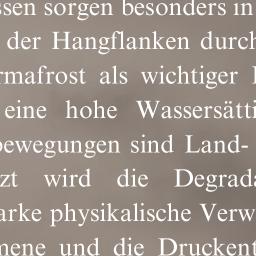 ssen sorgen besonders in
der Hangflanken durch
rmafrost als wichtiger
eine hohe Wassersätti
bewegungen sind Land-
zt wird die Degrada
arke physikalische Verw
mene und die Druckent